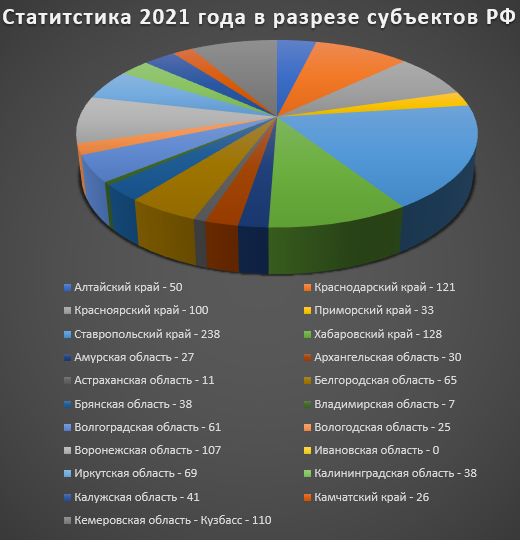 Статитстика 2021 года в разрезе субъектов РФ
Алтайский край - 50
Краснодарский край - 121
Красноярский край - 100
Приморский край - 33
Ставропольский край - 238
Хабаровский край - 128
Амурская область - 27
Архангельская область - 30
Астраханская область - 11
Белгородская область - 65
Брянская область - 38
Владимирская область - 7
Волгоградская область - 61
Вологодская область - 25
Воронежская область - 107
Ивановская область - 0
Иркутская область - 69
Калининградская область - 38
Калужская область - 41
Камчатский край - 26
Кемеровская область - Кузбасс - 110